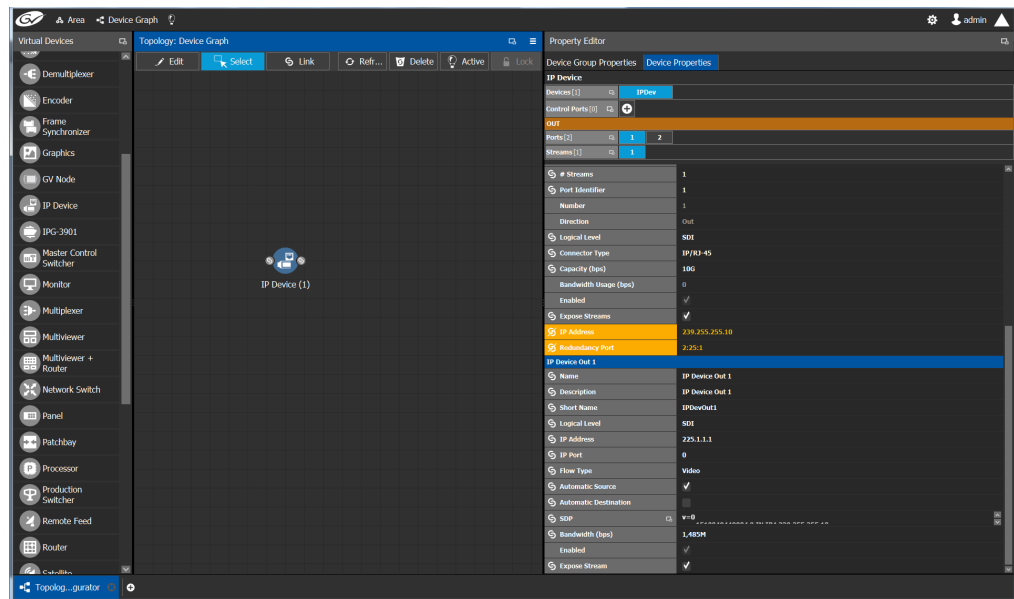 GV Area Device Graph admin
Virtual Devices
Demultiplexer
Encoder
Frame
Synchronizer
Graphics
GV Node
IP Device
IPG-3901
Master Control
Switcher
Monitor
Multiplexer
Multiviewer
Multiviewer +
Router
Network Switch
Panel
Patchbay
Processor
Production
Switcher
Remote Feed
Router
Satellite
Topology: Device Graph
Edit Select Link Refr... Delete Active Lock
IP Device (1)
Property Editor
Device Group Properties Device Properties
IP Device
Devices [1] IPDev
Control Ports [0]
OUT
Ports [2] 1 2
Streams [1] 1
# Streams 1
Port Identifier 1
Number 1
Direction Out
Logical Level SDI
Connector Type IP/RJ-45
Capacity (bps) 10G
Bandwidth Usage (bps) 0
Enabled
Expose Streams
IP Address 239.255.255.10
Redundancy Port 2:25:1
IP Device Out 1
Name IP Device Out 1
Description IP Device Out 1
Short Name IPDevOut1
Logical Level SDI
IP Address 225.1.1.1
IP Port 0
Flow Type Video
Automatic Source
Automatic Destination
SDP v=0
Bandwidth (bps) 1,485M
Enabled
Expose Stream
Topolog...gurator